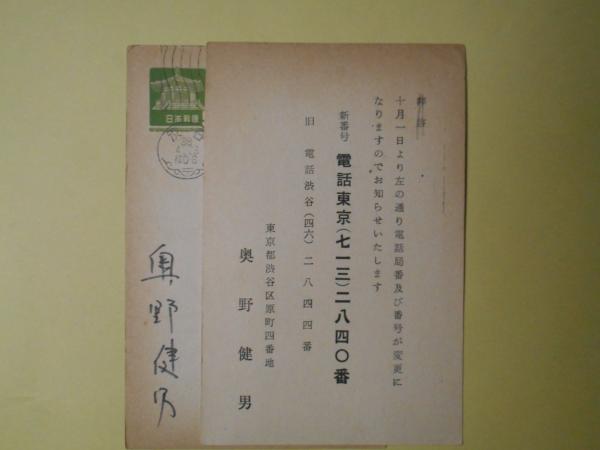 拝啓
十月一日より左の通り電話局番及び番号が変更に
なりますのでお知らせいたします
新番号 電話東京(七一三)二八四〇番
旧 電話渋谷(四六)二八四四番
東京都渋谷区原町四番地
奥野健男
日本郵便
奥野健男